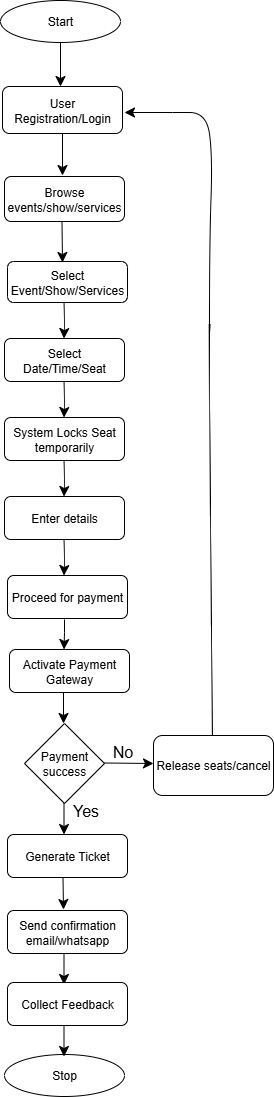 Start
User
Registration/Login
Browse
events/show/services
Select
Event/Show/Services
Select
Date/Time/Seat
System Locks Seat
temporarily
Enter details
Proceed for payment
Activate Payment
Gateway
Payment
success
No
Release seats/cancel
Yes
Generate Ticket
Send confirmation
email/whatsapp
Collect Feedback
Stop